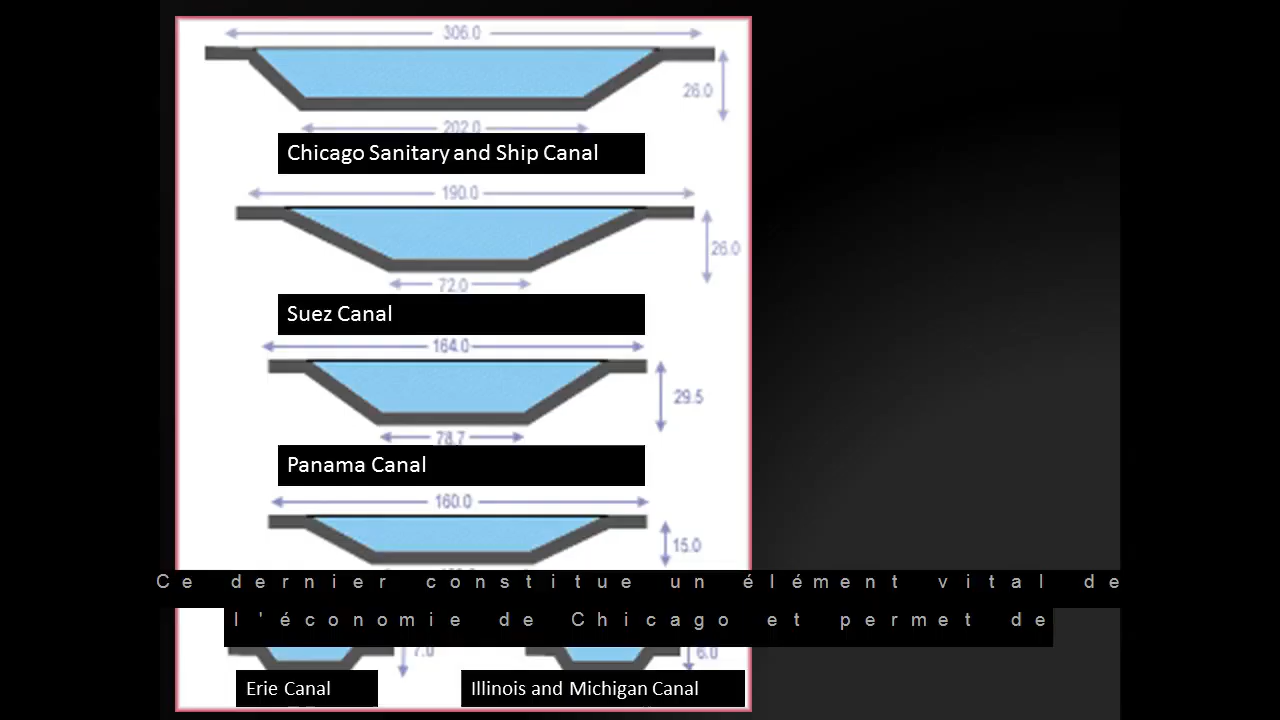 306.0
26.0
202.0
Chicago Sanitary and Ship Canal
190.0
26.0
72.0
Suez Canal
164.0
29.5
78.7
Panama Canal
160.0
15.0
Ce dernier constitue un élément vital de
l'économie de Chicago et permet de
7.0
6.0
Erie Canal
Illinois and Michigan Canal